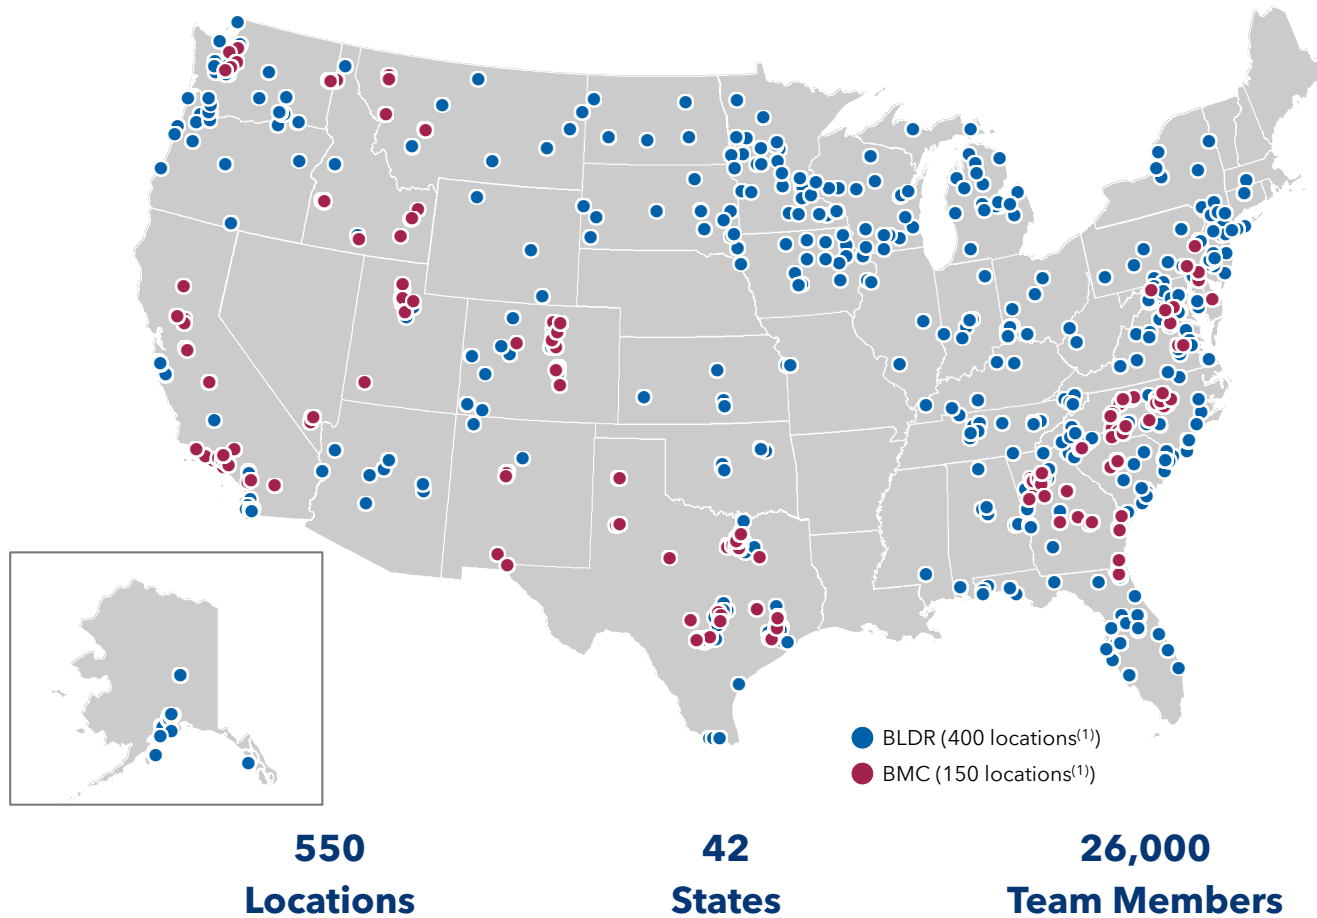 BLDR (400 locations⁽¹⁾)
BMC (150 locations⁽¹⁾)
550
Locations
42
States
26,000
Team Members